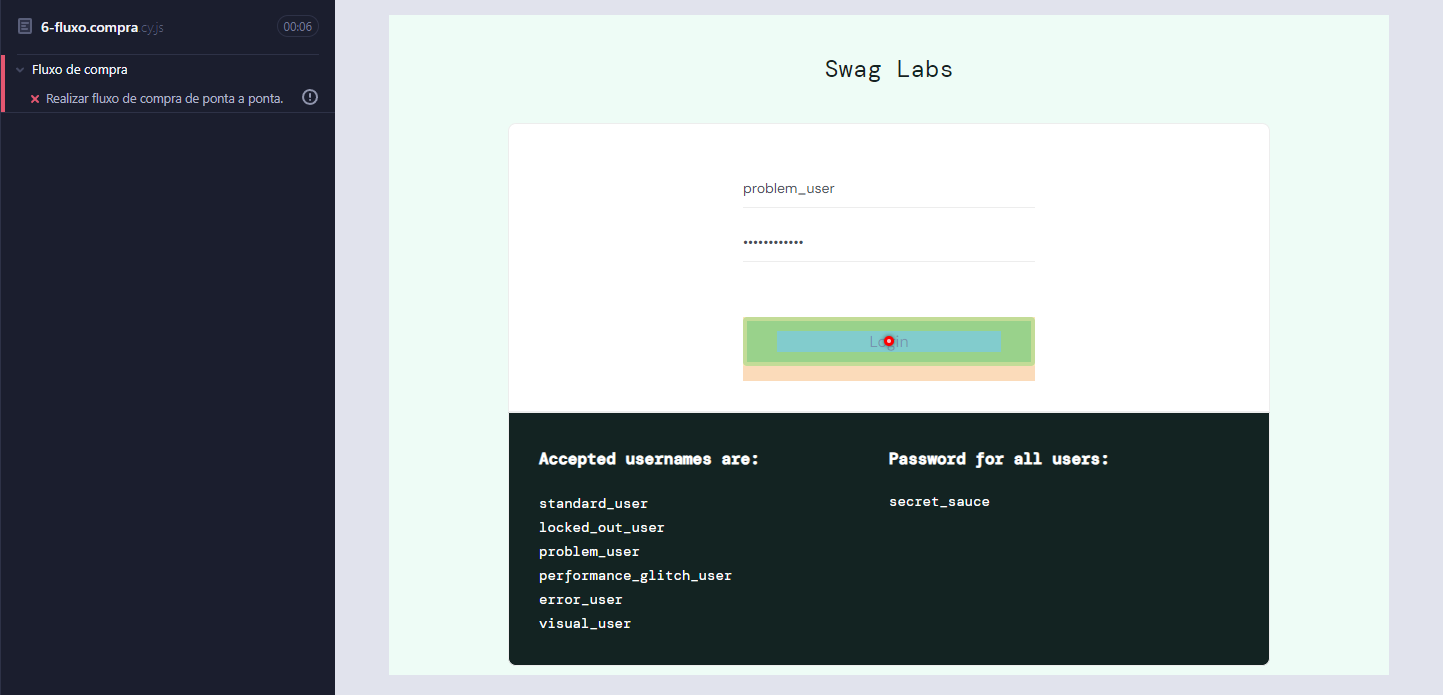 6-fluxo.compra.cy.js 00:06
Fluxo de compra
Realizar fluxo de compra de ponta a ponta.
Swag Labs
problem_user
••••••••••••
Login
Accepted usernames are:
standard_user
locked_out_user
problem_user
performance_glitch_user
error_user
visual_user
Password for all users:
secret_sauce